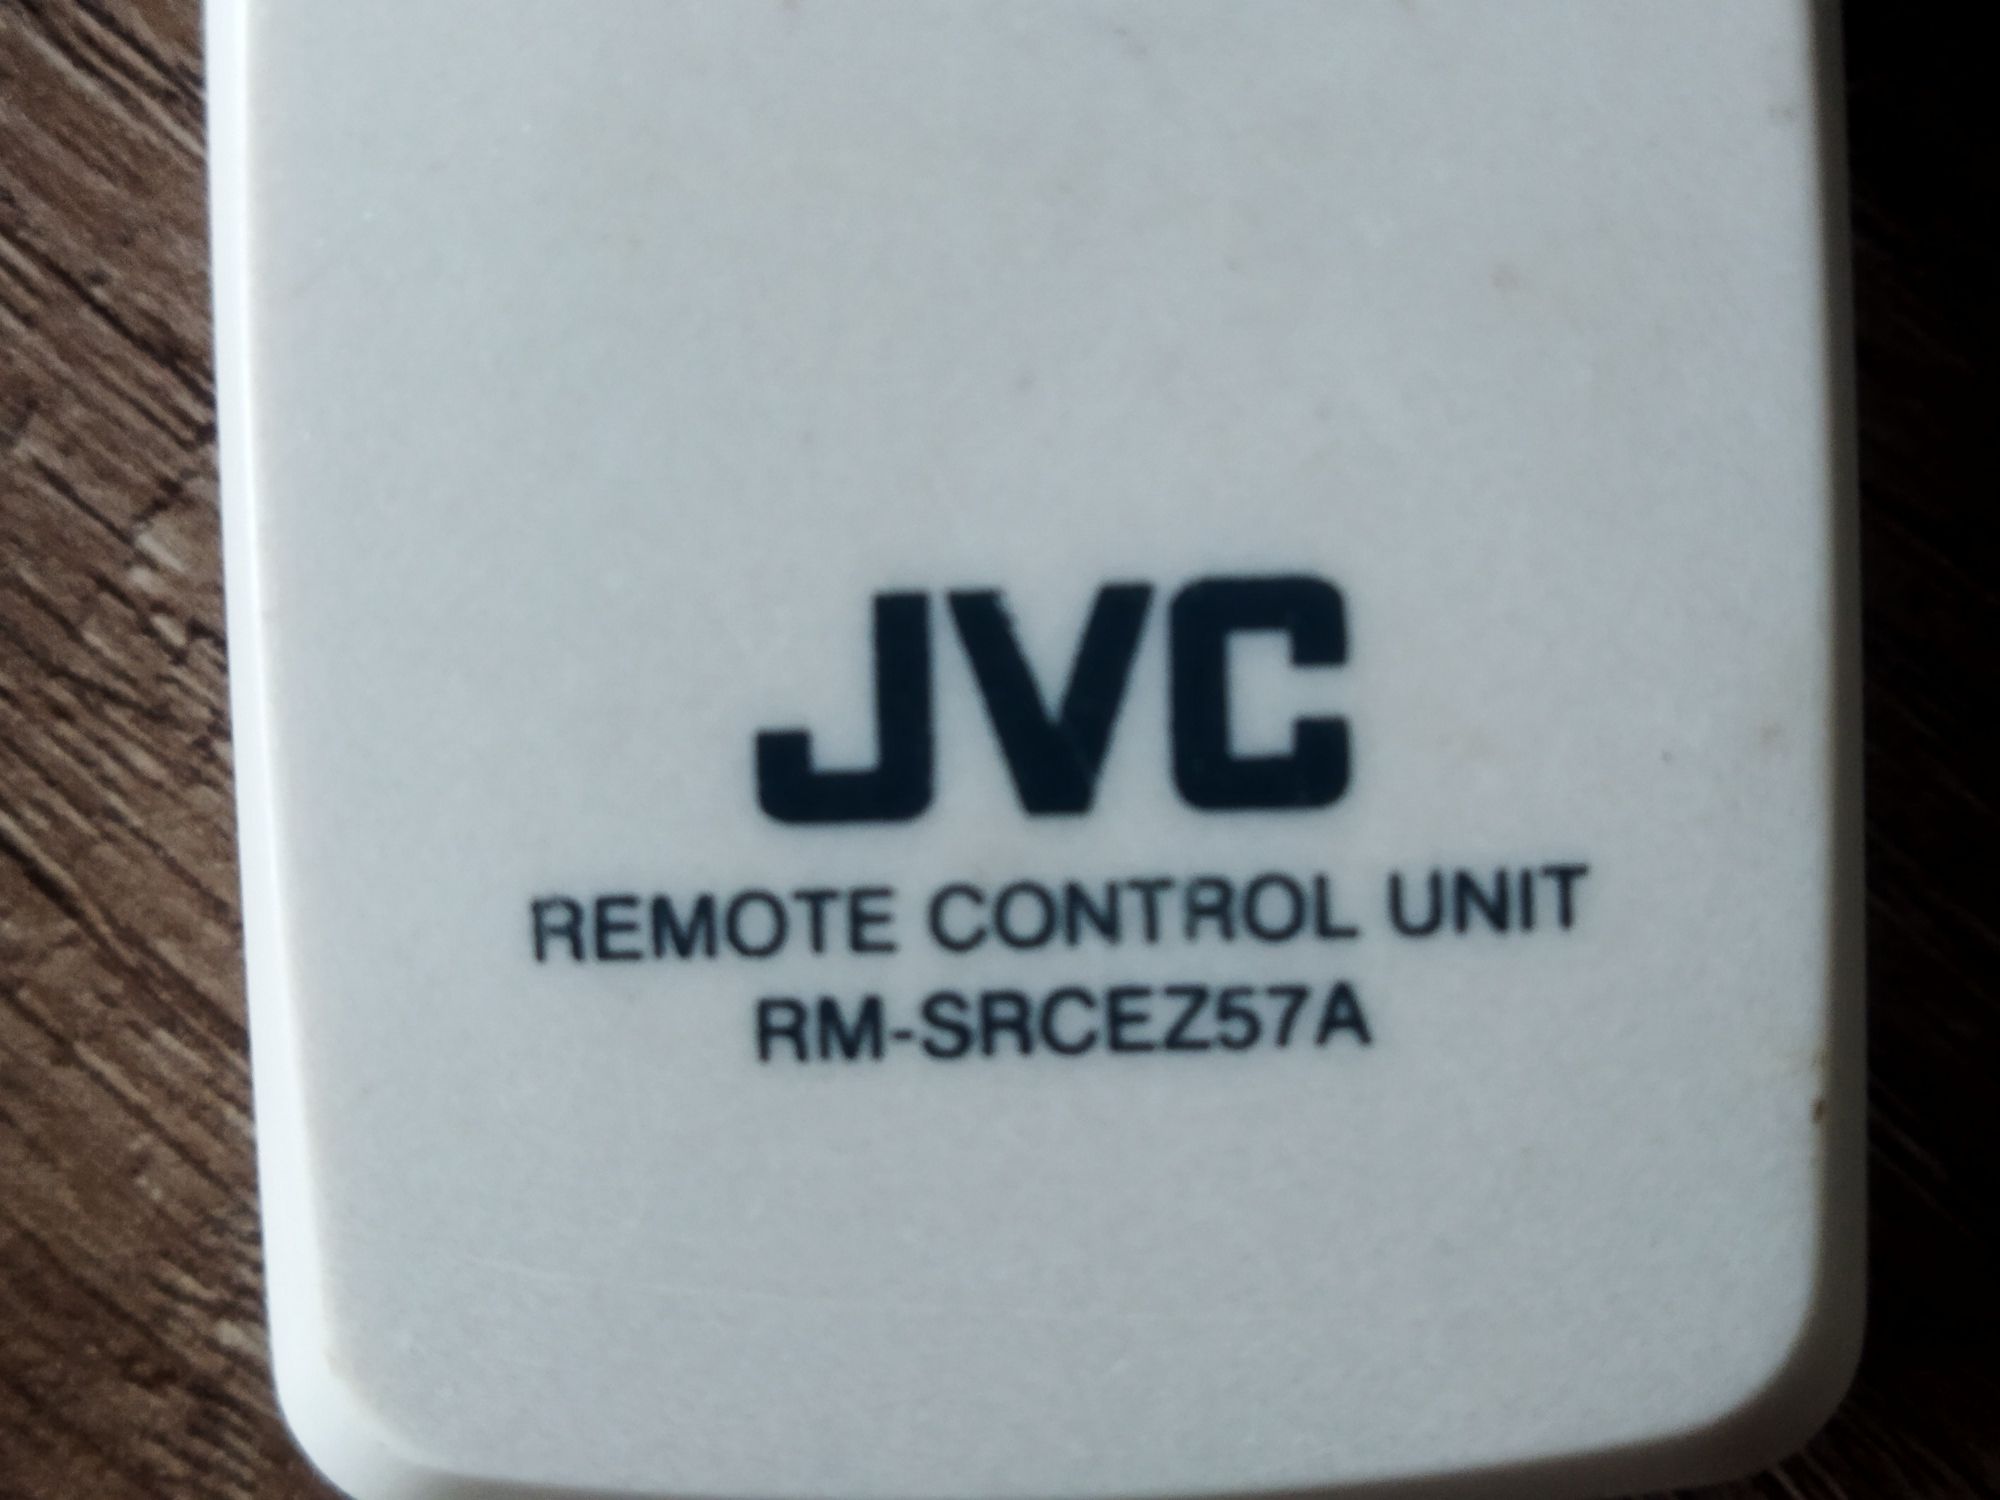 JVC
REMOTE CONTROL UNIT
RM-SRCEZ57A